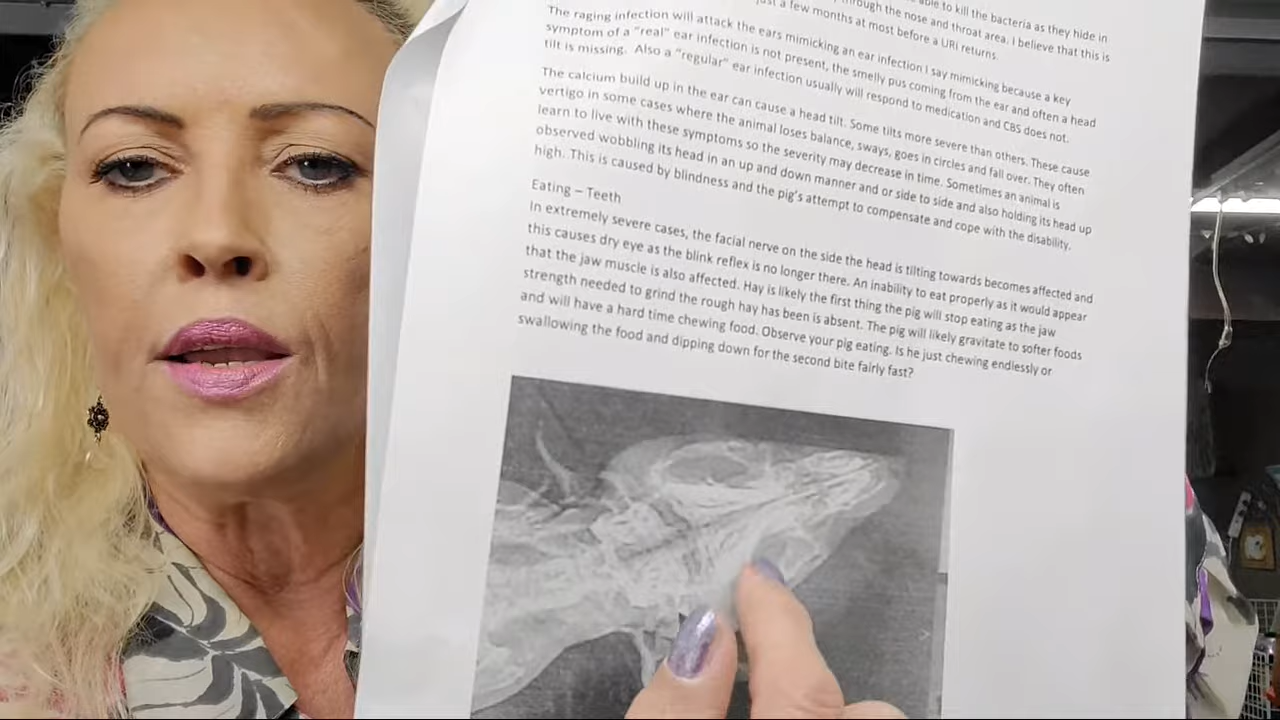 able to kill the bacteria as they hide in
through the nose and throat area. I believe that this is
just a few months at most before a URI returns.
The raging infection will attack the ears mimicking an ear infection I say mimicking because a key
symptom of a "real" ear infection is not present, the smelly pus coming from the ear and often a head
tilt is missing. Also a "regular" ear infection usually will respond to medication and CBS does not.
The calcium build up in the ear can cause a head tilt. Some tilts more severe than others. These cause
vertigo in some cases where the animal loses balance, sways, goes in circles and fall over. They often
learn to live with these symptoms so the severity may decrease in time. Sometimes an animal is
observed wobbling its head in an up and down manner and or side to side and also holding its head up
high. This is caused by blindness and the pig's attempt to compensate and cope with the disability.
Eating – Teeth
In extremely severe cases, the facial nerve on the side the head is tilting towards becomes affected and
this causes dry eye as the blink reflex is no longer there. An inability to eat properly as it would appear
that the jaw muscle is also affected. Hay is likely the first thing the pig will stop eating as the jaw
strength needed to grind the rough hay has been is absent. The pig will likely gravitate to softer foods
and will have a hard time chewing food. Observe your pig eating. Is he just chewing endlessly or
swallowing the food and dipping down for the second bite fairly fast?